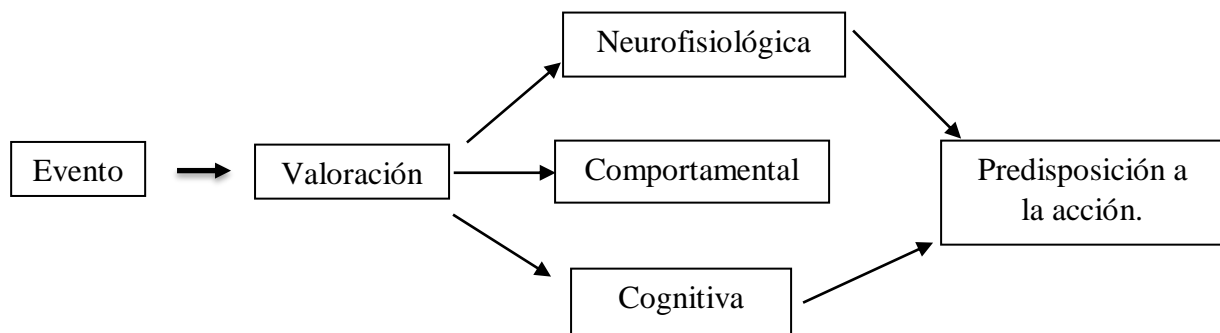 Neurofisiológica
Evento
Valoración
Comportamental
Predisposición a
la acción.
Cognitiva